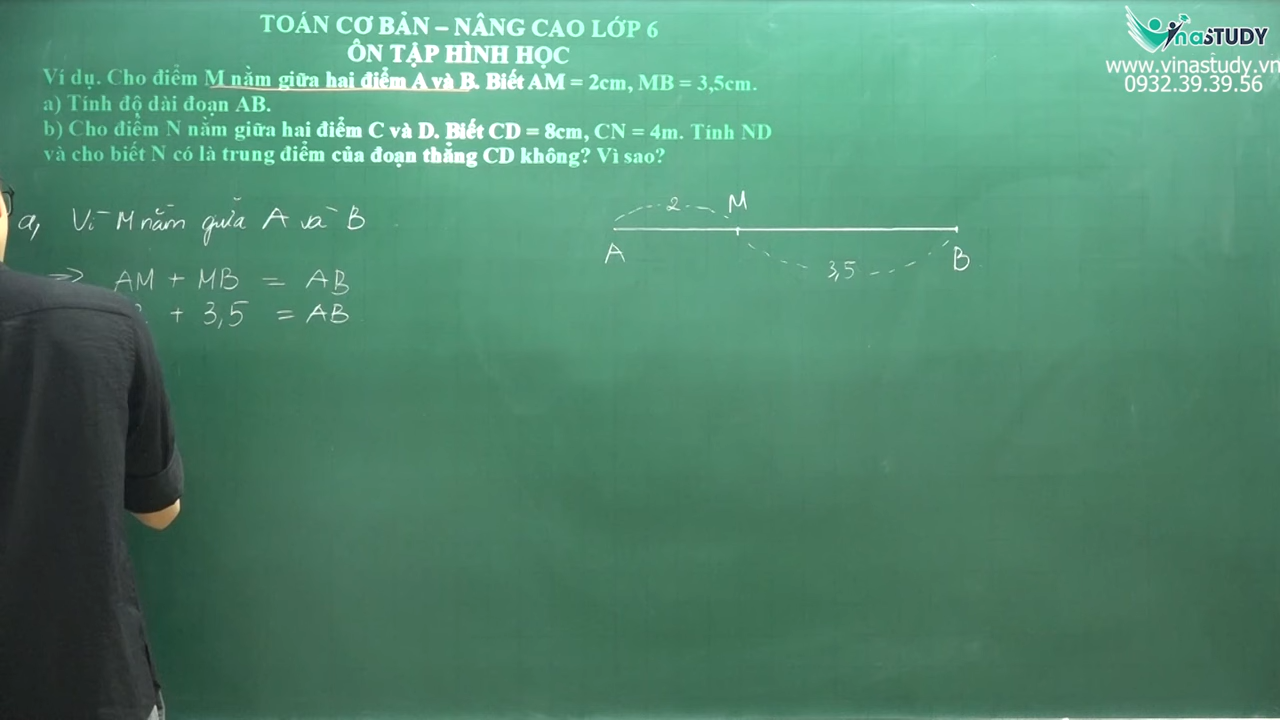 TOÁN CƠ BẢN – NÂNG CAO LỚP 6
ÔN TẬP HÌNH HỌC
Ví dụ. Cho điểm M nằm giữa hai điểm A và B. Biết AM = 2cm, MB = 3,5cm.
a) Tính độ dài đoạn AB.
b) Cho điểm N nằm giữa hai điểm C và D. Biết CD = 8cm, CN = 4m. Tính ND
và cho biết N có là trung điểm của đoạn thẳng CD không? Vì sao?
VinaSTUDY
www.vinastudy.vn
0932.39.39.56
a, Vì M nằm giữa A và B
=> AM + MB = AB
+ 3,5 = AB
2 M
A 3,5 B